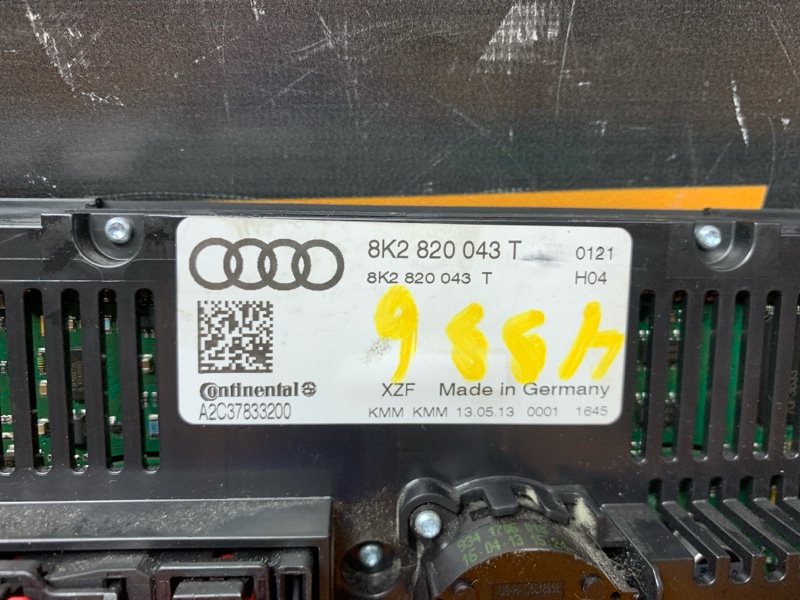 8K2 820 043 T 0121
8K2 820 043 T H04
Continental XZF Made in Germany
A2C37833200 KMM KMM 13.05.13 0001 1645